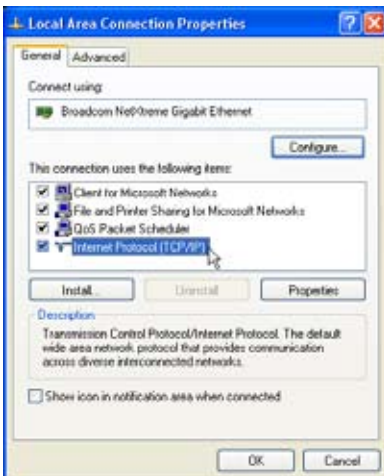 Local Area Connection Properties
General Advanced
Connect using:
Broadcom NetXtreme Gigabit Ethernet
Configure...
This connection uses the following items:
Client for Microsoft Networks
File and Printer Sharing for Microsoft Networks
QoS Packet Scheduler
Internet Protocol (TCP/IP)
Install... Uninstall Properties
Description
Transmission Control Protocol/Internet Protocol. The default
wide area network protocol that provides communication
across diverse interconnected networks.
Show icon in notification area when connected
OK Cancel